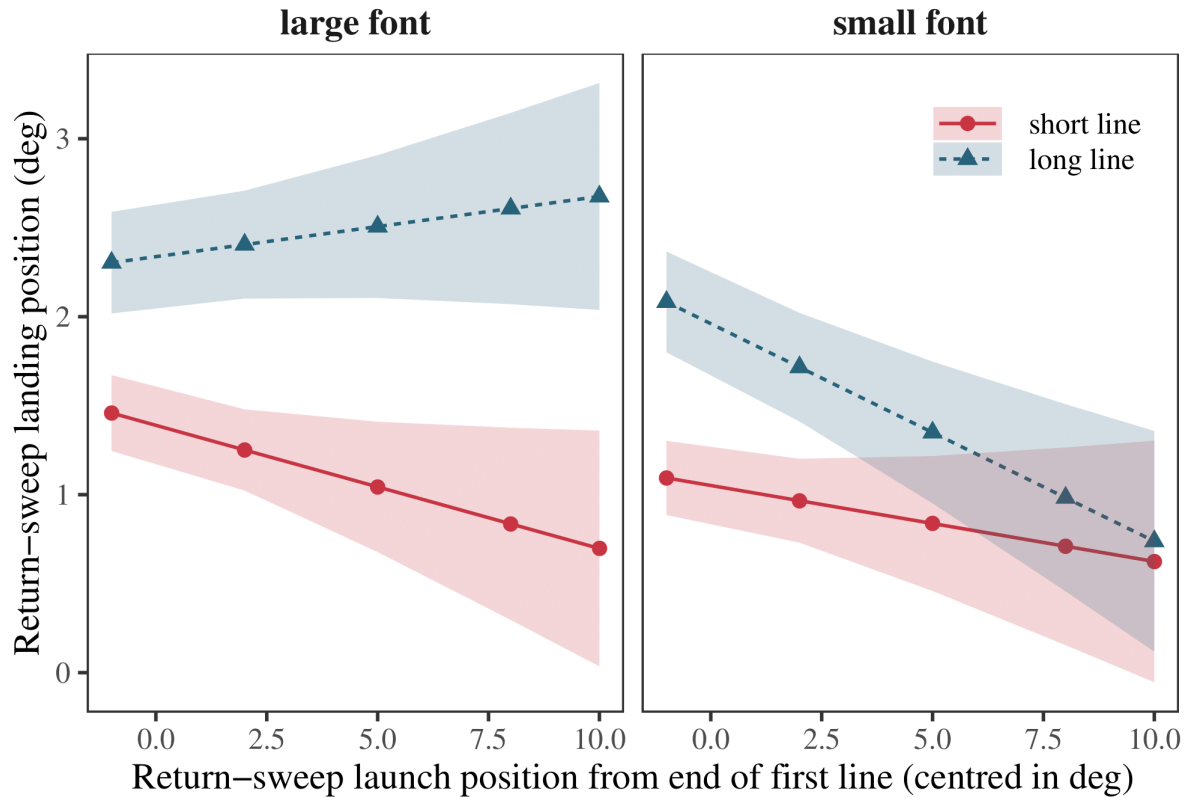 large font
small font
short line
long line
Return−sweep landing position (deg)
3
2
1
0
0.0 2.5 5.0 7.5 10.0
0.0 2.5 5.0 7.5 10.0
Return−sweep launch position from end of first line (centred in deg)